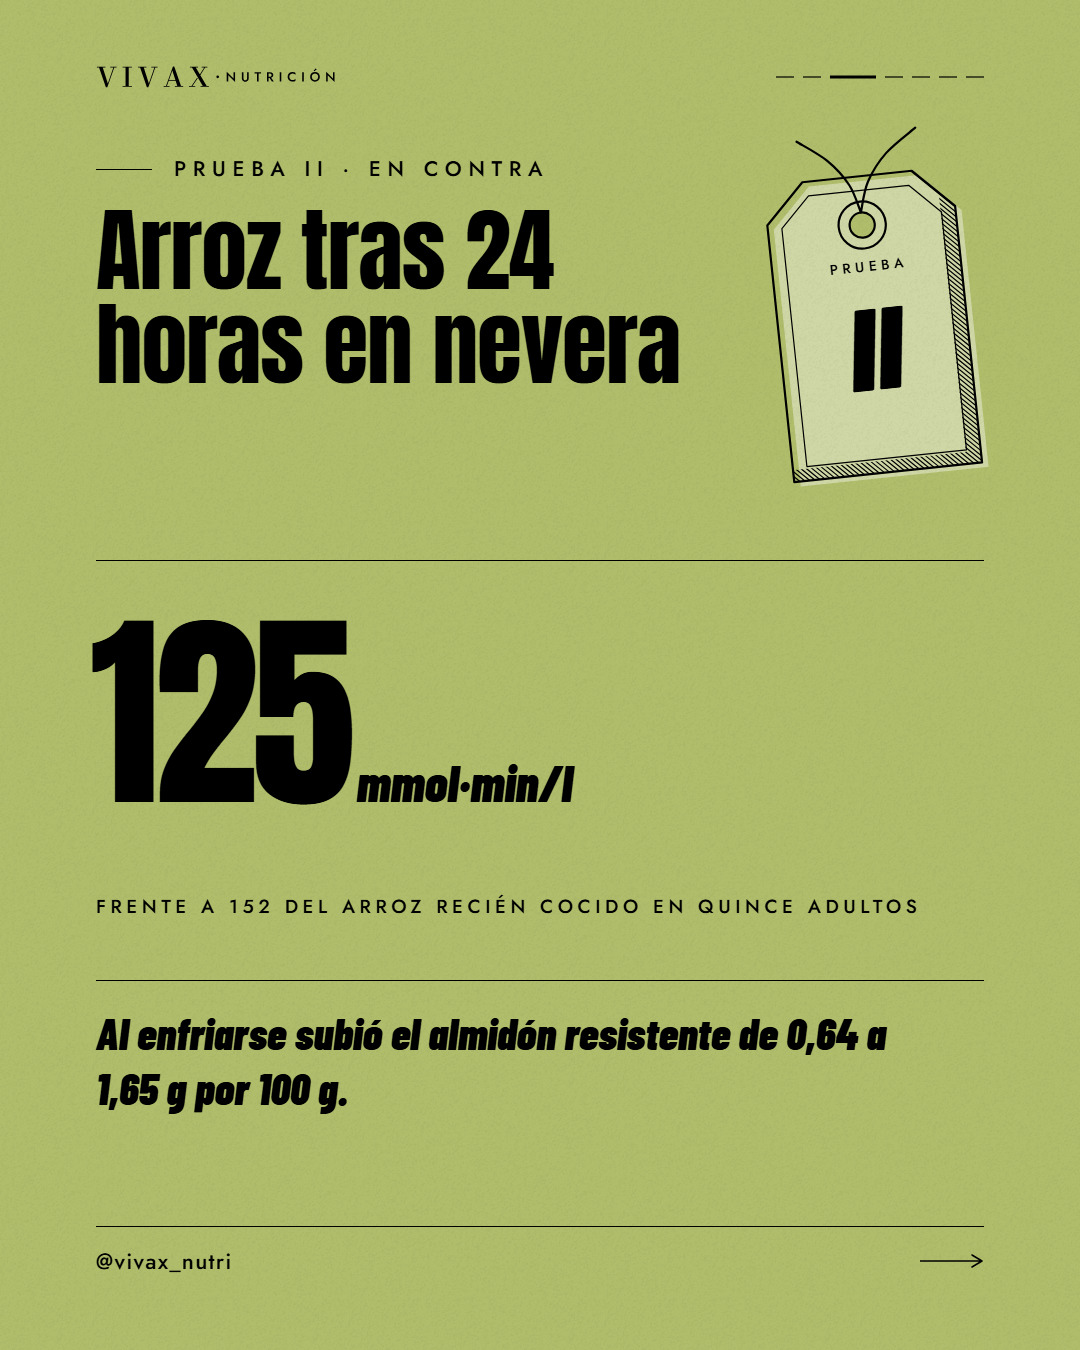 VIVAX·NUTRICIÓN
PRUEBA II · EN CONTRA
Arroz tras 24
horas en nevera
PRUEBA
II
125 mmol·min/l
FRENTE A 152 DEL ARROZ RECIÉN COCIDO EN QUINCE ADULTOS
Al enfriarse subió el almidón resistente de 0,64 a
1,65 g por 100 g.
@vivax_nutri